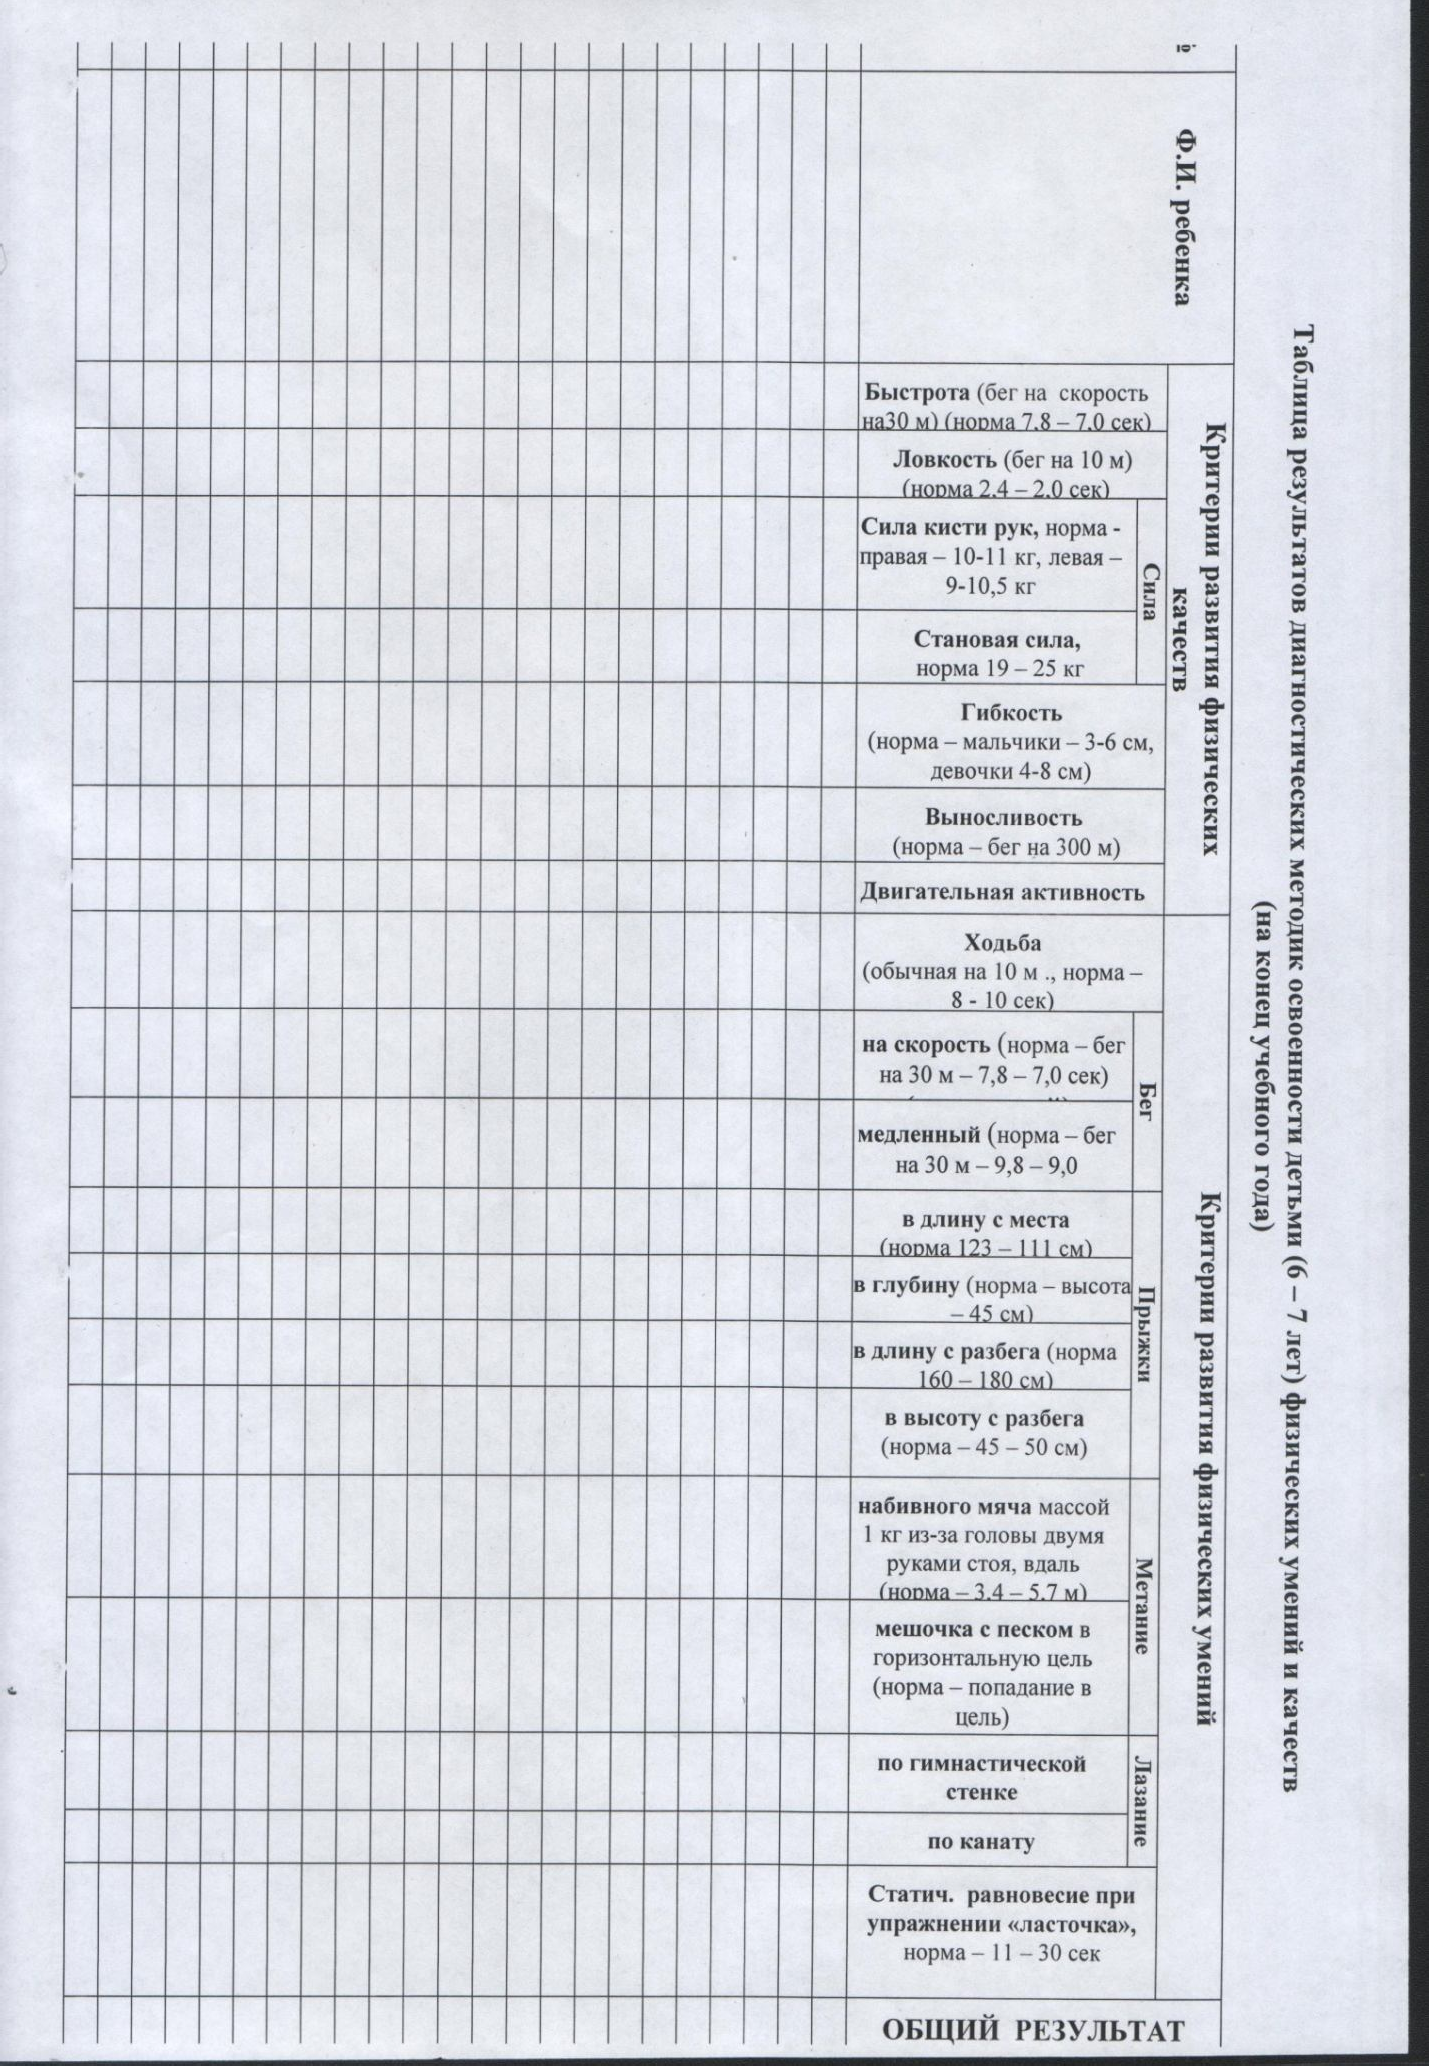 Таблица результатов диагностических методик освоенности детьми (6 – 7 лет) физических умений и качеств
(на конец учебного года)
Ф.И. ребенка
Критерии развития физических
качеств
Быстрота (бег на скорость
на30 м) (норма 7,8 – 7,0 сек)
Ловкость (бег на 10 м)
(норма 2,4 – 2,0 сек)
Сила
Сила кисти рук, норма -
правая – 10-11 кг, левая –
9-10,5 кг
Становая сила,
норма 19 – 25 кг
Гибкость
(норма – мальчики – 3-6 см,
девочки 4-8 см)
Выносливость
(норма – бег на 300 м)
Двигательная активность
Критерии развития физических умений
Ходьба
(обычная на 10 м ., норма –
8 - 10 сек)
Бег
на скорость (норма – бег
на 30 м – 7,8 – 7,0 сек)
медленный (норма – бег
на 30 м – 9,8 – 9,0
Прыжки
в длину с места
(норма 123 – 111 см)
в глубину (норма – высота
– 45 см)
в длину с разбега (норма
160 – 180 см)
в высоту с разбега
(норма – 45 – 50 см)
Метание
набивного мяча массой
1 кг из-за головы двумя
руками стоя, вдаль
(норма – 3,4 – 5,7 м)
мешочка с песком в
горизонтальную цель
(норма – попадание в
цель)
Лазание
по гимнастической
стенке
по канату
Статич. равновесие при
упражнении «ласточка»,
норма – 11 – 30 сек
ОБЩИЙ РЕЗУЛЬТАТ